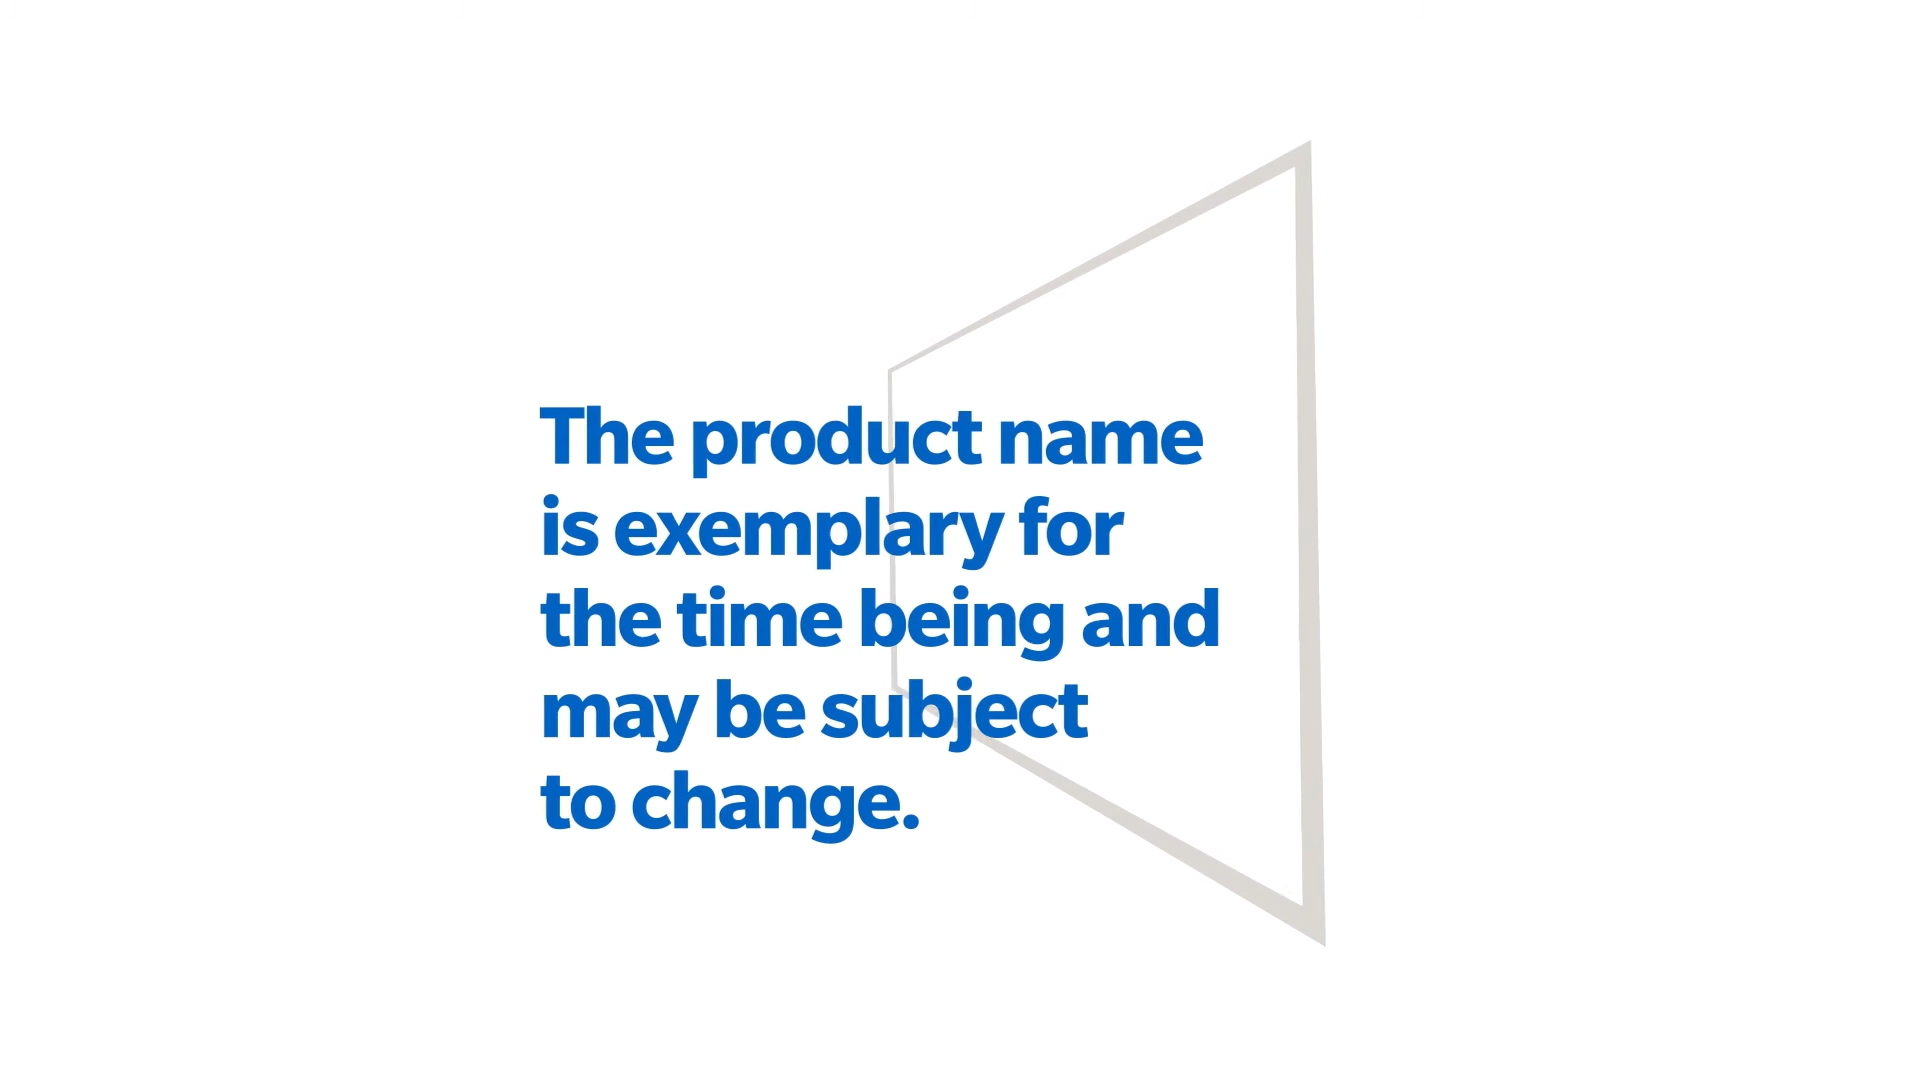 The product name
is exemplary for
the time being and
may be subject
to change.